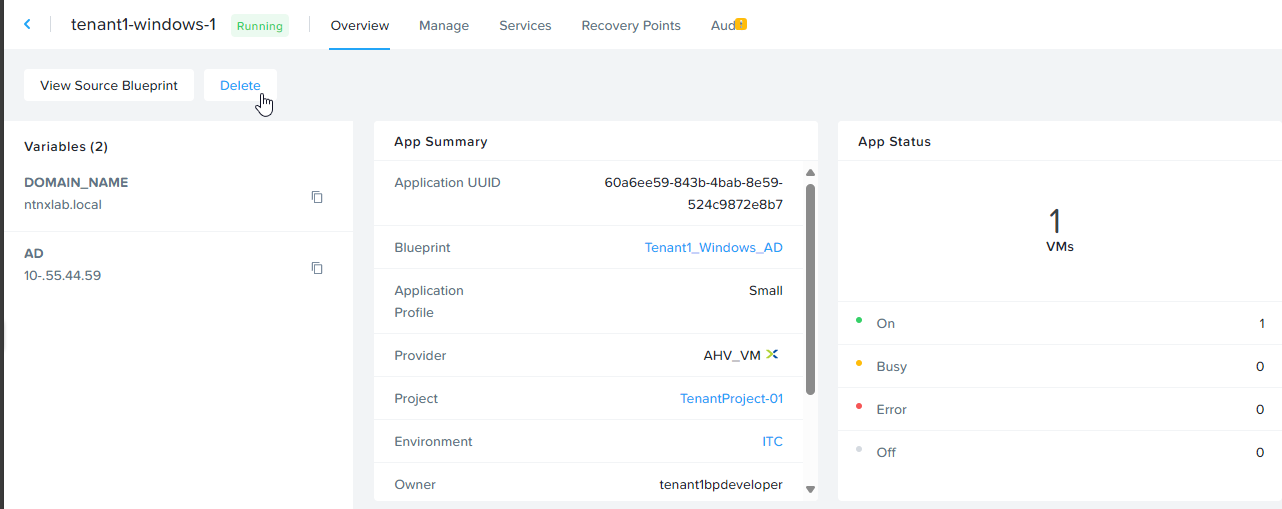 tenant1-windows-1 Running Overview Manage Services Recovery Points Audi
View Source Blueprint Delete
Variables (2)
DOMAIN_NAME
ntnxlab.local
AD
10-.55.44.59
App Summary
Application UUID 60a6ee59-843b-4bab-8e59-
524c9872e8b7
Blueprint Tenant1_Windows_AD
Application Small
Profile
Provider AHV_VM
Project TenantProject-01
Environment ITC
Owner tenant1bpdeveloper
App Status
1
VMs
On 1
Busy 0
Error 0
Off 0